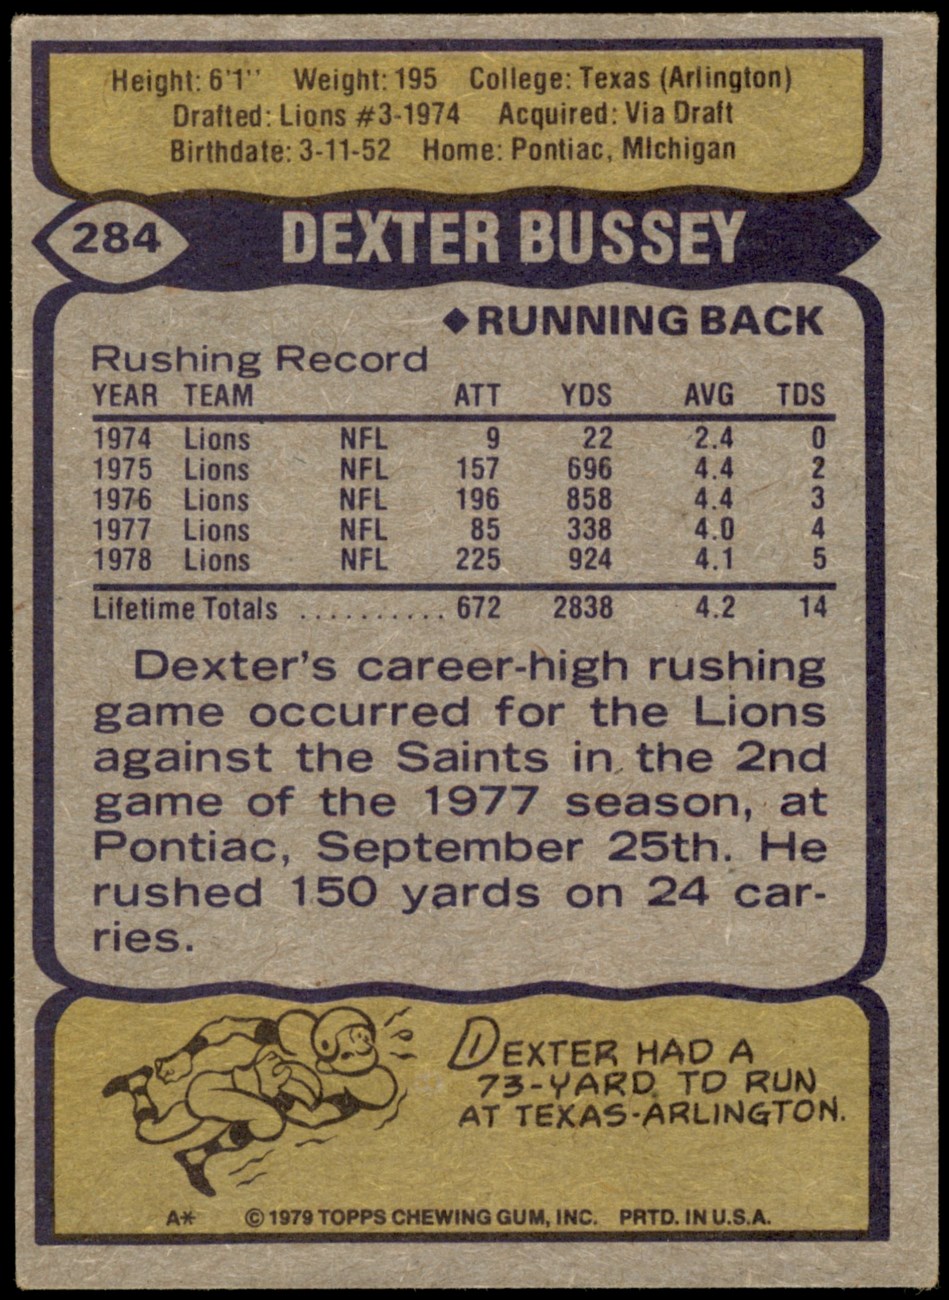 Height: 6'1'' Weight: 195 College: Texas (Arlington)
Drafted: Lions #3-1974 Acquired: Via Draft
Birthdate: 3-11-52 Home: Pontiac, MIchigan
284 DEXTER BUSSEY
◆RUNNING BACK
Rushing Record
YEAR TEAM ATT YDS AVG TDS
1974 Lions NFL 9 22 2.4 0
1975 Lions NFL 157 696 4.4 2
1976 Lions NFL 196 858 4.4 3
1977 Lions NFL 85 338 4.0 4
1978 Lions NFL 225 924 4.1 5
Lifetime Totals .......... 672 2838 4.2 14
Dexter's career-high rushing
game occurred for the Lions
against the Saints in the 2nd
game of the 1977 season, at
Pontiac, September 25th. He
rushed 150 yards on 24 car-
ries.
DEXTER HAD A
73-YARD TD RUN
AT TEXAS-ARLINGTON.
A* © 1979 TOPPS CHEWING GUM, INC. PRTD. IN U.S.A.